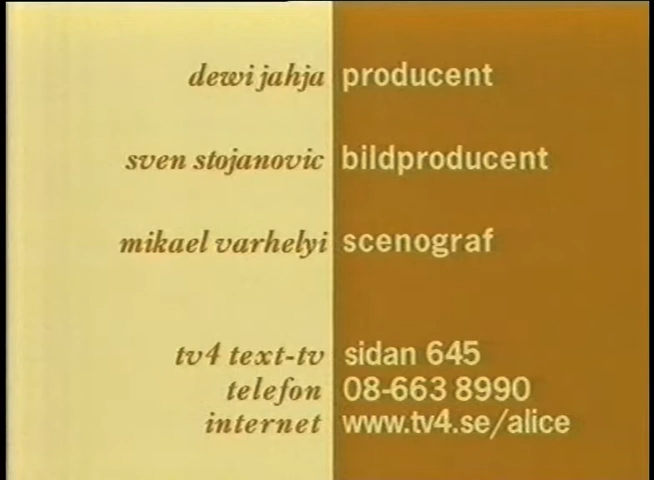 dewi jahja producent
sven stojanovic bildproducent
mikael varhelyi scenograf
tv4 text-tv sidan 645
telefon 08-663 8990
internet www.tv4.se/alice